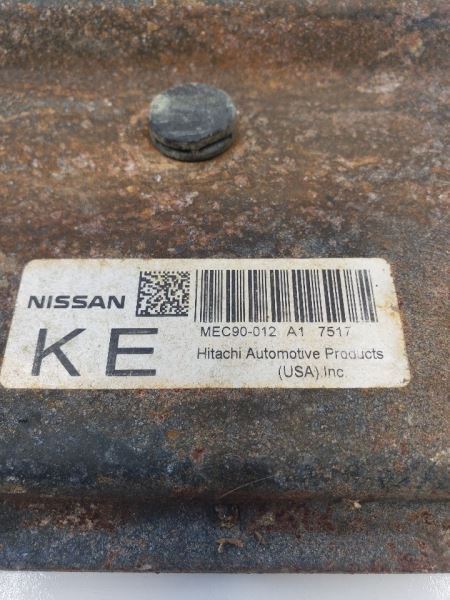 NISSAN
KE
MEC90-012 A1 7517
Hitachi Automotive Products
(USA) Inc.